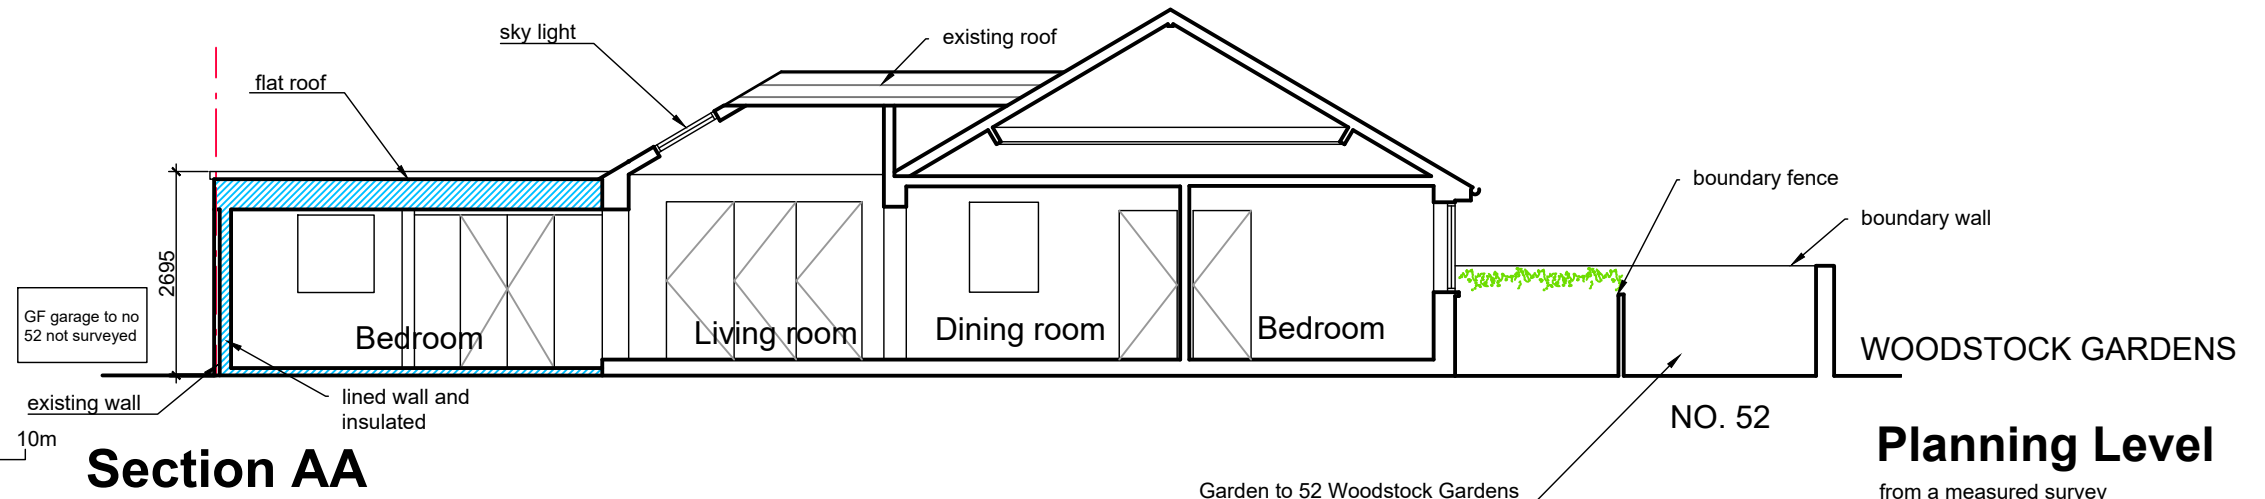 sky light
existing roof
flat roof
boundary fence
boundary wall
2695
GF garage to no
52 not surveyed
Bedroom
Living room
Dining room
Bedroom
WOODSTOCK GARDENS
existing wall
lined wall and
insulated
NO. 52
10m
Section AA
Planning Level
Garden to 52 Woodstock Gardens
from a measured survey